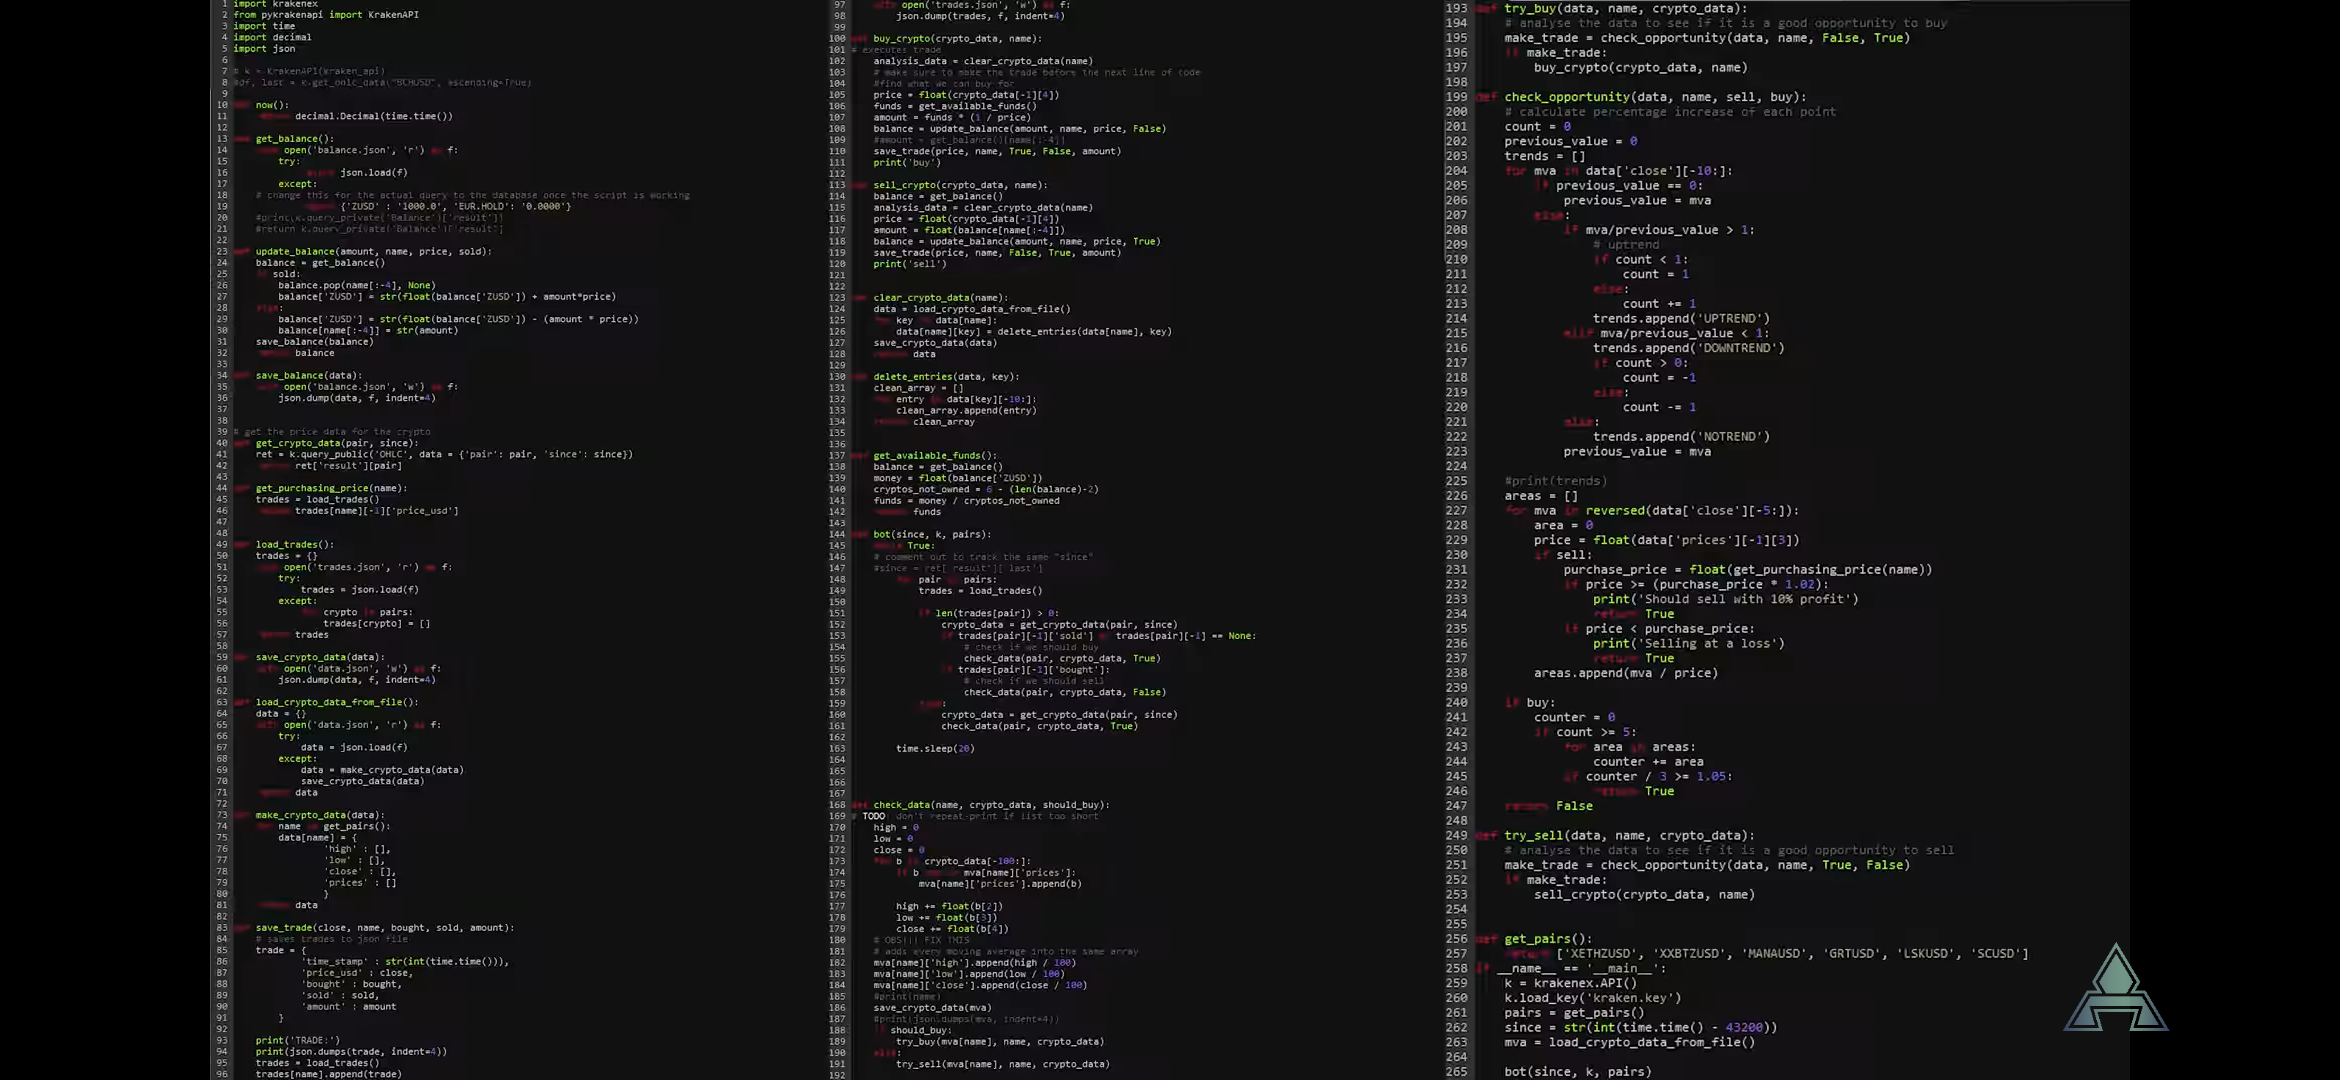 1 import krakenex
2 from pykrakenapi import KrakenAPI
3 import time
4 import decimal
5 import json
6
7 # k = KrakenAPI(kraken_api)
8 #df, last = k.get_ohlc_data("BCHUSD", ascending=True)
9
10 def now():
11 return decimal.Decimal(time.time())
12
13 def get_balance():
14 with open('balance.json', 'r') as f:
15 try:
16 return json.load(f)
17 except:
18 # change this for the actual query to the database once the script is working
19 return {'ZUSD' : '1000.0', 'EUR.HOLD': '0.0000'}
20 #print(k.query_private('Balance')['result'])
21 #return k.query_private('Balance')['result']
22
23 def update_balance(amount, name, price, sold):
24 balance = get_balance()
25 if sold:
26 balance.pop(name[:-4], None)
27 balance['ZUSD'] = str(float(balance['ZUSD']) + amount*price)
28 else:
29 balance['ZUSD'] = str(float(balance['ZUSD']) - (amount * price))
30 balance[name[:-4]] = str(amount)
31 save_balance(balance)
32 return balance
33
34 def save_balance(data):
35 with open('balance.json', 'w') as f:
36 json.dump(data, f, indent=4)
37
38
39 # get the price data for the crypto
40 def get_crypto_data(pair, since):
41 ret = k.query_public('OHLC', data = {'pair': pair, 'since': since})
42 return ret['result'][pair]
43
44 def get_purchasing_price(name):
45 trades = load_trades()
46 return trades[name][-1]['price_usd']
47
48
49 def load_trades():
50 trades = {}
51 with open('trades.json', 'r') as f:
52 try:
53 trades = json.load(f)
54 except:
55 for crypto in pairs:
56 trades[crypto] = []
57 return trades
58
59 def save_crypto_data(data):
60 with open('data.json', 'w') as f:
61 json.dump(data, f, indent=4)
62
63 def load_crypto_data_from_file():
64 data = {}
65 with open('data.json', 'r') as f:
66 try:
67 data = json.load(f)
68 except:
69 data = make_crypto_data(data)
70 save_crypto_data(data)
71 return data
72
73 def make_crypto_data(data):
74 for name in get_pairs():
75 data[name] = {
76 'high' : [],
77 'low' : [],
78 'close' : [],
79 'prices' : []
80 }
81 return data
82
83 def save_trade(close, name, bought, sold, amount):
84 # saves trades to json file
85 trade = {
86 'time_stamp' : str(int(time.time())),
87 'price_usd' : close,
88 'bought' : bought,
89 'sold' : sold,
90 'amount' : amount
91 }
92
93 print('TRADE:')
94 print(json.dumps(trade, indent=4))
95 trades = load_trades()
96 trades[name].append(trade)
97 with open('trades.json', 'w') as f:
98 json.dump(trades, f, indent=4)
99
100 def buy_crypto(crypto_data, name):
101 # executes trade
102 analysis_data = clear_crypto_data(name)
103 # make sure to make the trade before the next line of code
104 #find what we can buy for
105 price = float(crypto_data[-1][4])
106 funds = get_available_funds()
107 amount = funds * (1 / price)
108 balance = update_balance(amount, name, price, False)
109 #amount = get_balance()[name[:-4]]
110 save_trade(price, name, True, False, amount)
111 print('buy')
112
113 def sell_crypto(crypto_data, name):
114 balance = get_balance()
115 analysis_data = clear_crypto_data(name)
116 price = float(crypto_data[-1][4])
117 amount = float(balance[name[:-4]])
118 balance = update_balance(amount, name, price, True)
119 save_trade(price, name, False, True, amount)
120 print('sell')
121
122
123 def clear_crypto_data(name):
124 data = load_crypto_data_from_file()
125 for key in data[name]:
126 data[name][key] = delete_entries(data[name], key)
127 save_crypto_data(data)
128 return data
129
130 def delete_entries(data, key):
131 clean_array = []
132 for entry in data[key][-10:]:
133 clean_array.append(entry)
134 return clean_array
135
136
137 def get_available_funds():
138 balance = get_balance()
139 money = float(balance['ZUSD'])
140 cryptos_not_owned = 6 - (len(balance)-2)
141 funds = money / cryptos_not_owned
142 return funds
143
144 def bot(since, k, pairs):
145 while True:
146 # comment out to track the same "since"
147 #since = ret['result']['last']
148 for pair in pairs:
149 trades = load_trades()
150
151 if len(trades[pair]) > 0:
152 crypto_data = get_crypto_data(pair, since)
153 if trades[pair][-1]['sold'] or trades[pair][-1] == None:
154 # check if we should buy
155 check_data(pair, crypto_data, True)
156 if trades[pair][-1]['bought']:
157 # check if we should sell
158 check_data(pair, crypto_data, False)
159 else:
160 crypto_data = get_crypto_data(pair, since)
161 check_data(pair, crypto_data, True)
162
163 time.sleep(20)
164
165
166
167
168 def check_data(name, crypto_data, should_buy):
169 # TODO: don't repeat-print if list too short
170 high = 0
171 low = 0
172 close = 0
173 for b in crypto_data[-100:]:
174 if b not in mva[name]['prices']:
175 mva[name]['prices'].append(b)
176
177 high += float(b[2])
178 low += float(b[3])
179 close += float(b[4])
180 # OBS!!! FIX THIS
181 # adds every moving average into the same array
182 mva[name]['high'].append(high / 100)
183 mva[name]['low'].append(low / 100)
184 mva[name]['close'].append(close / 100)
185 #print(name)
186 save_crypto_data(mva)
187 #print(json.dumps(mva, indent=4))
188 if should_buy:
189 try_buy(mva[name], name, crypto_data)
190 else:
191 try_sell(mva[name], name, crypto_data)
192
193 def try_buy(data, name, crypto_data):
194 # analyse the data to see if it is a good opportunity to buy
195 make_trade = check_opportunity(data, name, False, True)
196 if make_trade:
197 buy_crypto(crypto_data, name)
198
199 def check_opportunity(data, name, sell, buy):
200 # calculate percentage increase of each point
201 count = 0
202 previous_value = 0
203 trends = []
204 for mva in data['close'][-10:]:
205 if previous_value == 0:
206 previous_value = mva
207 else:
208 if mva/previous_value > 1:
209 # uptrend
210 if count < 1:
211 count = 1
212 else:
213 count += 1
214 trends.append('UPTREND')
215 elif mva/previous_value < 1:
216 trends.append('DOWNTREND')
217 if count > 0:
218 count = -1
219 else:
220 count -= 1
221 else:
222 trends.append('NOTREND')
223 previous_value = mva
224
225 #print(trends)
226 areas = []
227 for mva in reversed(data['close'][-5:]):
228 area = 0
229 price = float(data['prices'][-1][3])
230 if sell:
231 purchase_price = float(get_purchasing_price(name))
232 if price >= (purchase_price * 1.02):
233 print('Should sell with 10% profit')
234 return True
235 if price < purchase_price:
236 print('Selling at a loss')
237 return True
238 areas.append(mva / price)
239
240 if buy:
241 counter = 0
242 if count >= 5:
243 for area in areas:
244 counter += area
245 if counter / 3 >= 1.05:
246 return True
247 return False
248
249 def try_sell(data, name, crypto_data):
250 # analyse the data to see if it is a good opportunity to sell
251 make_trade = check_opportunity(data, name, True, False)
252 if make_trade:
253 sell_crypto(crypto_data, name)
254
255
256 def get_pairs():
257 return ['XETHZUSD', 'XXBTZUSD', 'MANAUSD', 'GRTUSD', 'LSKUSD', 'SCUSD']
258 if __name__ == '__main__':
259 k = krakenex.API()
260 k.load_key('kraken.key')
261 pairs = get_pairs()
262 since = str(int(time.time() - 43200))
263 mva = load_crypto_data_from_file()
264
265 bot(since, k, pairs)